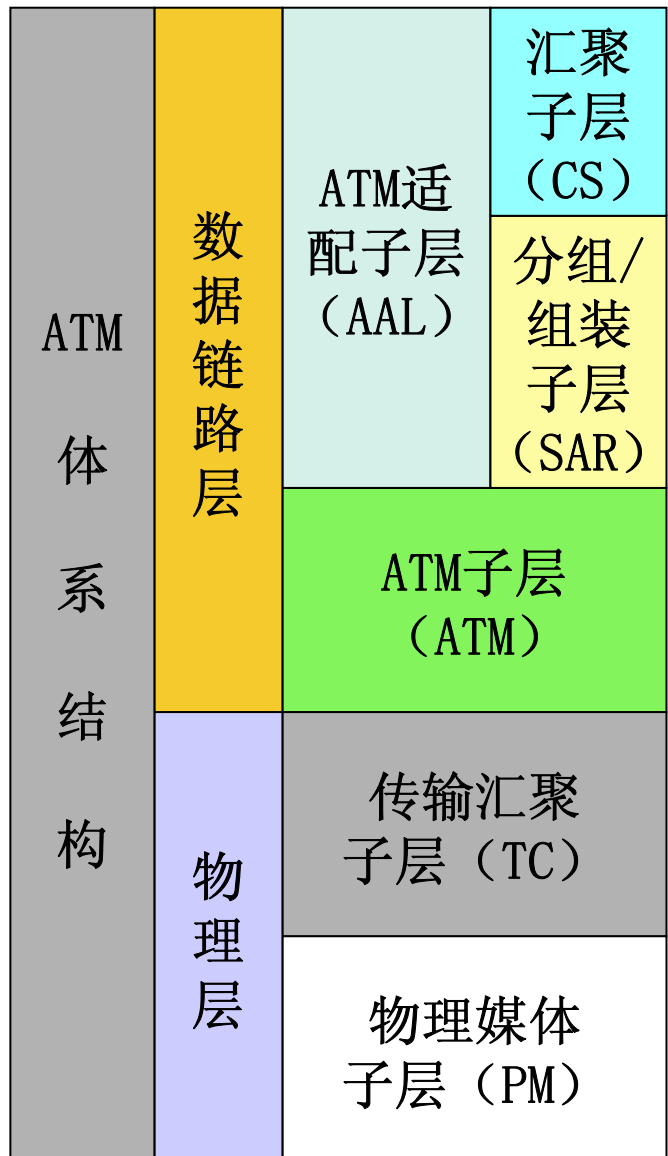 ATM
体
系
结
构
数
据
链
路
层
ATM适
配子层
（AAL）
汇聚
子层
（CS）
分组/
组装
子层
（SAR）
ATM子层
（ATM）
物
理
层
传输汇聚
子层（TC）
物理媒体
子层（PM）